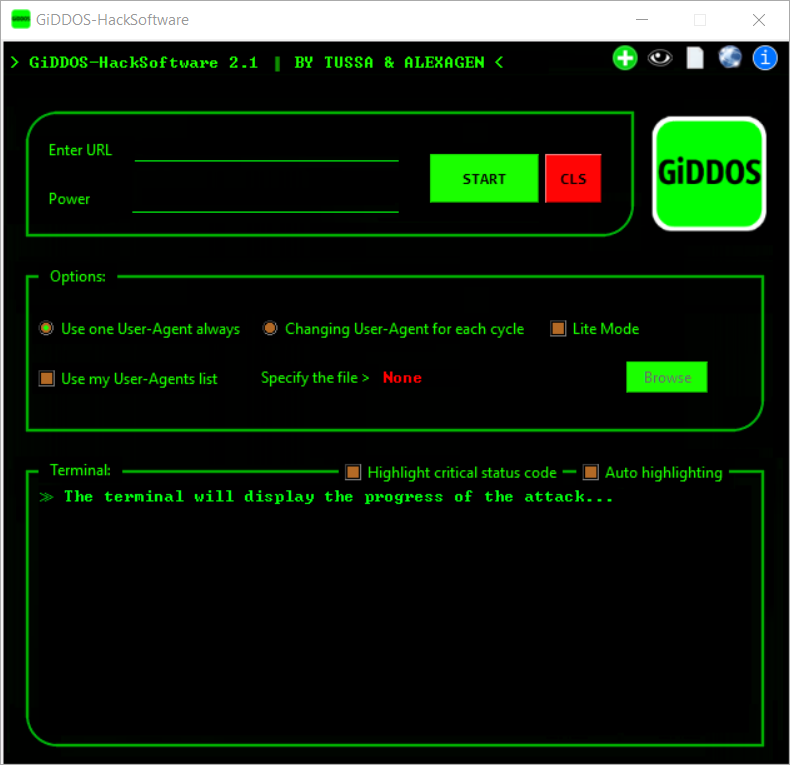 GiDDOS-HackSoftware
> GiDDOS-HackSoftware 2.1 | BY TUSSA & ALEXAGEN <
Enter URL
Power
START
CLS
GiDDOS
Options:
Use one User-Agent always
Changing User-Agent for each cycle
Lite Mode
Use my User-Agents list
Specify the file >
None
Browse
Terminal:
Highlight critical status code
Auto highlighting
≫ The terminal will display the progress of the attack...